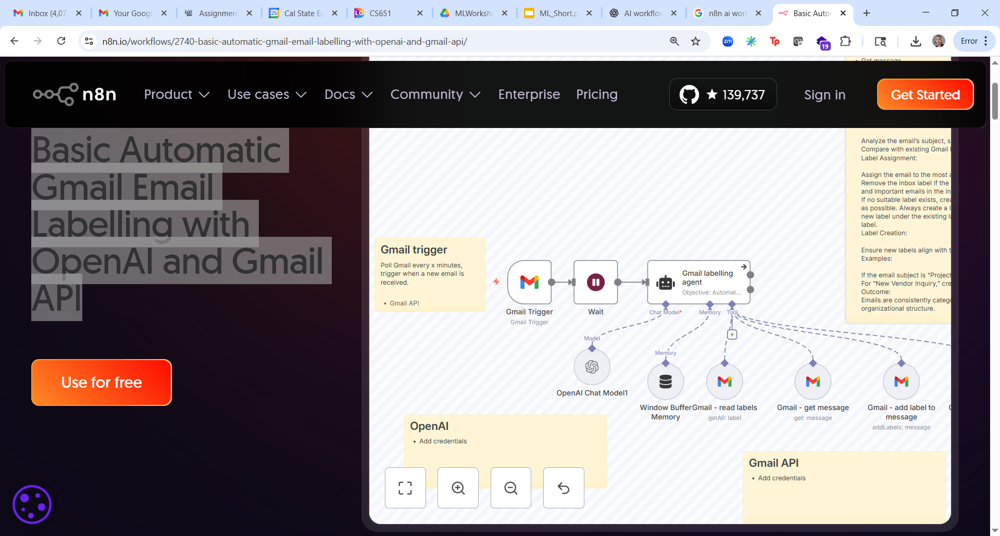 Inbox (4,07
Your Googl
Assignment
Cal State Ea
CS651
MLWorksho
ML_Short.p
AI workflow
n8n ai work
Basic Autor
n8n.io/workflows/2740-basic-automatic-gmail-email-labelling-with-openai-and-gmail-api/
zm
Tp
19
Error
n8n
Product
Use cases
Docs
Community
Enterprise
Pricing
139,737
Sign in
Get Started
Basic Automatic
Gmail Email
Labelling with
OpenAI and Gmail
API
Use for free
• Get message
Analyze the email's subject, s
Compare with existing Gmail
Label Assignment:
Assign the email to the most a
Remove the inbox label if the
and important emails in the in
If no suitable label exists, crea
as possible. Always create a l
new label under the existing la
label.
Label Creation:
Ensure new labels align with t
Examples:
If the email subject is “Project
For “New Vendor Inquiry,” cre
Outcome:
Emails are consistently catego
organizational structure.
Gmail trigger
Poll Gmail every x minutes,
trigger when a new email is
received.
• Gmail API
Gmail Trigger
Gmail Trigger
Wait
Gmail labelling
agent
Objective: Automat...
Chat Model*
Memory
Tool
Model
OpenAI Chat Model1
Memory
Window Buffer
Memory
Gmail - read labels
getAll: label
Gmail - get message
get: message
Gmail - add label to
message
addLabels: message
OpenAI
• Add credentials
Gmail API
• Add credentials